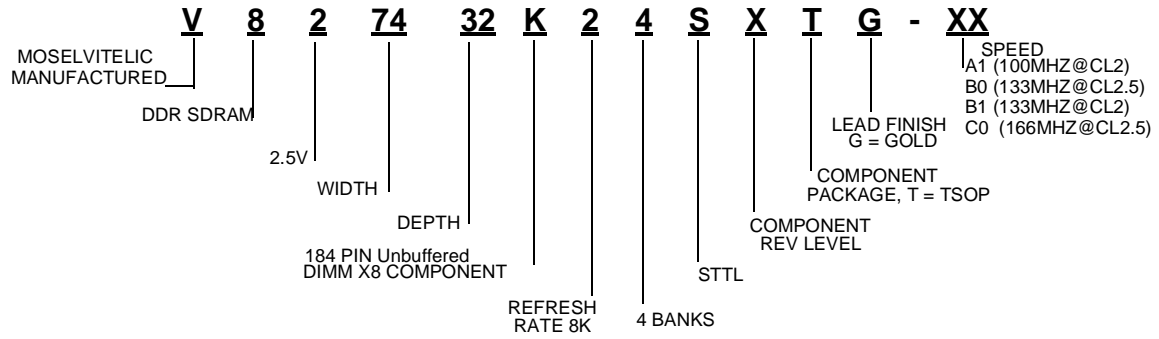 V 8 2 74 32 K 2 4 S X T G - XX
MOSELVITELIC
MANUFACTURED
DDR SDRAM
2.5V
WIDTH
DEPTH
184 PIN Unbuffered
DIMM X8 COMPONENT
REFRESH
RATE 8K
4 BANKS
STTL
COMPONENT
REV LEVEL
COMPONENT
PACKAGE, T = TSOP
LEAD FINISH
G = GOLD
SPEED
A1 (100MHZ@CL2)
B0 (133MHZ@CL2.5)
B1 (133MHZ@CL2)
C0 (166MHZ@CL2.5)